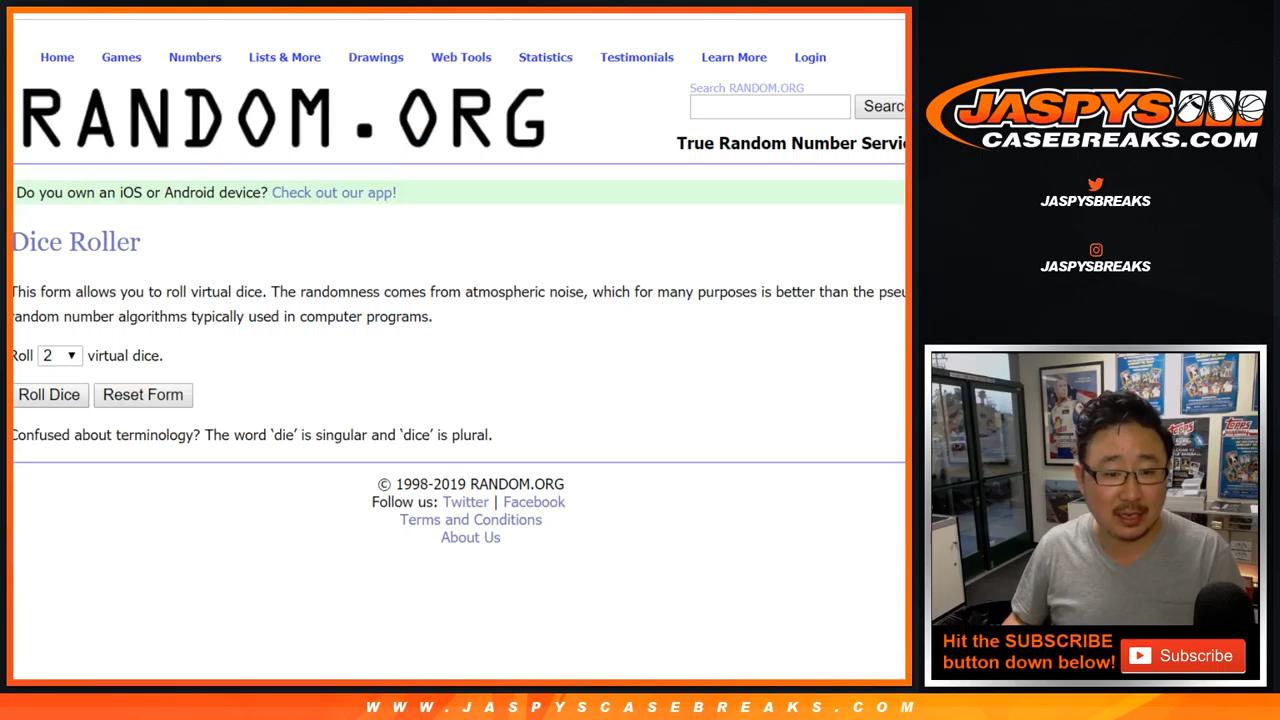 Home Games Numbers Lists & More Drawings Web Tools Statistics Testimonials Learn More Login
RANDOM.ORG
Search RANDOM.ORG
Searc
True Random Number Servi
Do you own an iOS or Android device? Check out our app!
Dice Roller
This form allows you to roll virtual dice. The randomness comes from atmospheric noise, which for many purposes is better than the pseu
random number algorithms typically used in computer programs.
Roll 2 virtual dice.
Roll Dice Reset Form
Confused about terminology? The word ‘die’ is singular and ‘dice’ is plural.
© 1998-2019 RANDOM.ORG
Follow us: Twitter | Facebook
Terms and Conditions
About Us
JASPYS
CASEBREAKS.COM
JASPYSBREAKS
JASPYSBREAKS
TOPPS
Hit the SUBSCRIBE
button down below!
Subscribe
WWW.JASPYSCASEBREAKS.COM